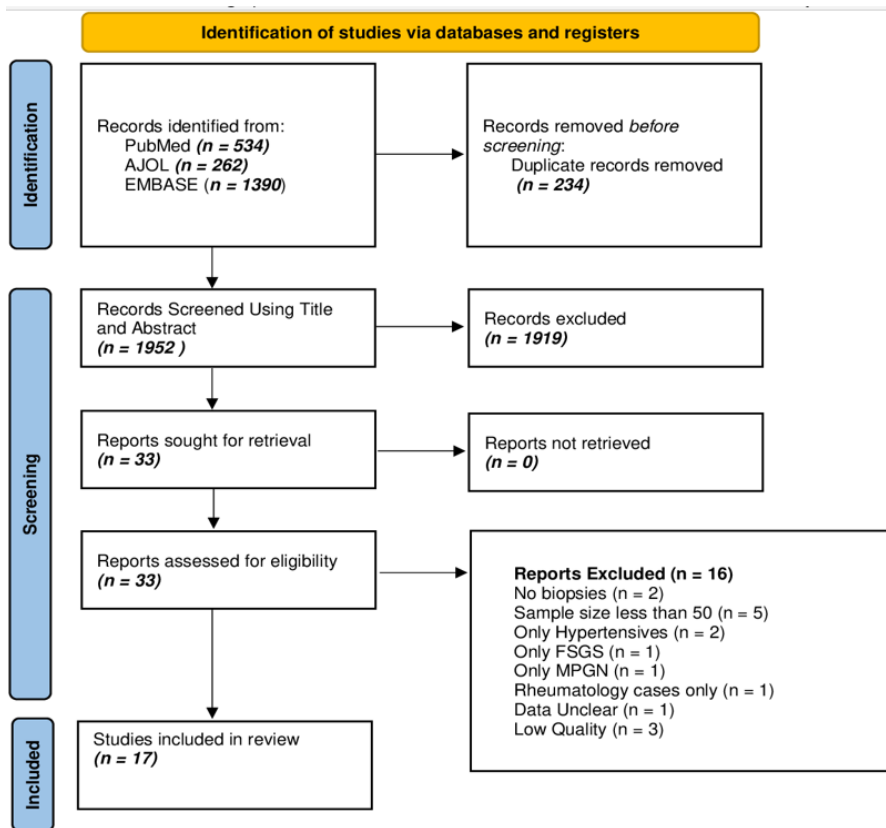 Identification of studies via databases and registers
Identification
Records identified from:
PubMed (n = 534)
AJOL (n = 262)
EMBASE (n = 1390)
Records removed before
screening:
Duplicate records removed
(n = 234)
Screening
Records Screened Using Title
and Abstract
(n = 1952 )
Records excluded
(n = 1919)
Reports sought for retrieval
(n = 33)
Reports not retrieved
(n = 0)
Reports assessed for eligibility
(n = 33)
Reports Excluded (n = 16)
No biopsies (n = 2)
Sample size less than 50 (n = 5)
Only Hypertensives (n = 2)
Only FSGS (n = 1)
Only MPGN (n = 1)
Rheumatology cases only (n = 1)
Data Unclear (n = 1)
Low Quality (n = 3)
Included
Studies included in review
(n = 17)